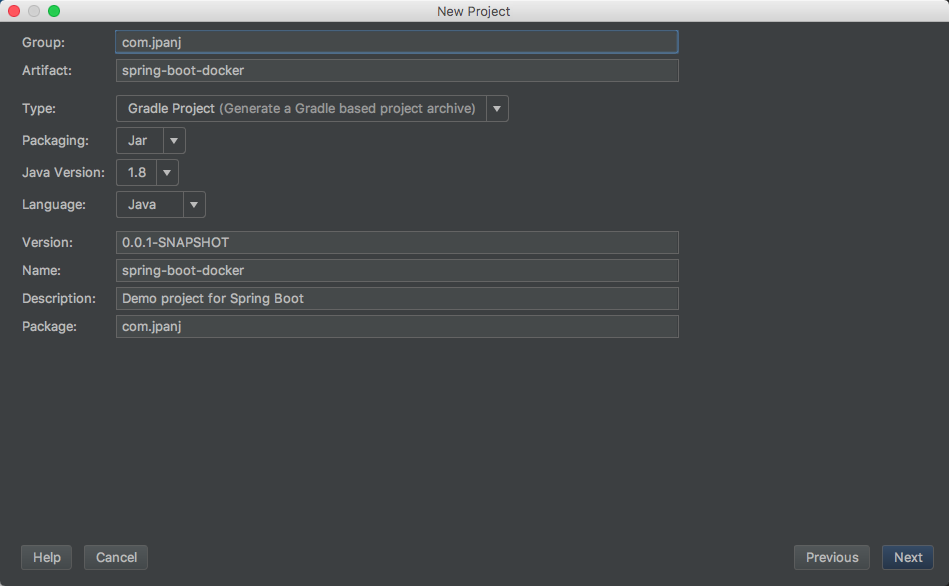 New Project
Group: com.jpanj
Artifact: spring-boot-docker
Type: Gradle Project (Generate a Gradle based project archive)
Packaging: Jar
Java Version: 1.8
Language: Java
Version: 0.0.1-SNAPSHOT
Name: spring-boot-docker
Description: Demo project for Spring Boot
Package: com.jpanj
Help Cancel Previous Next